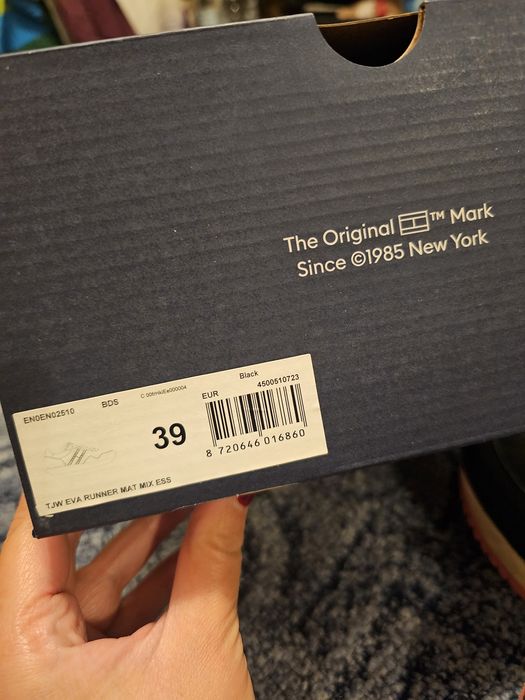 The Original ™ Mark
Since ©1985 New York
EN0EN02510 BDS
Black
EUR 4500510723
39
8 720646 016860
TJW EVA RUNNER MAT MIX ESS